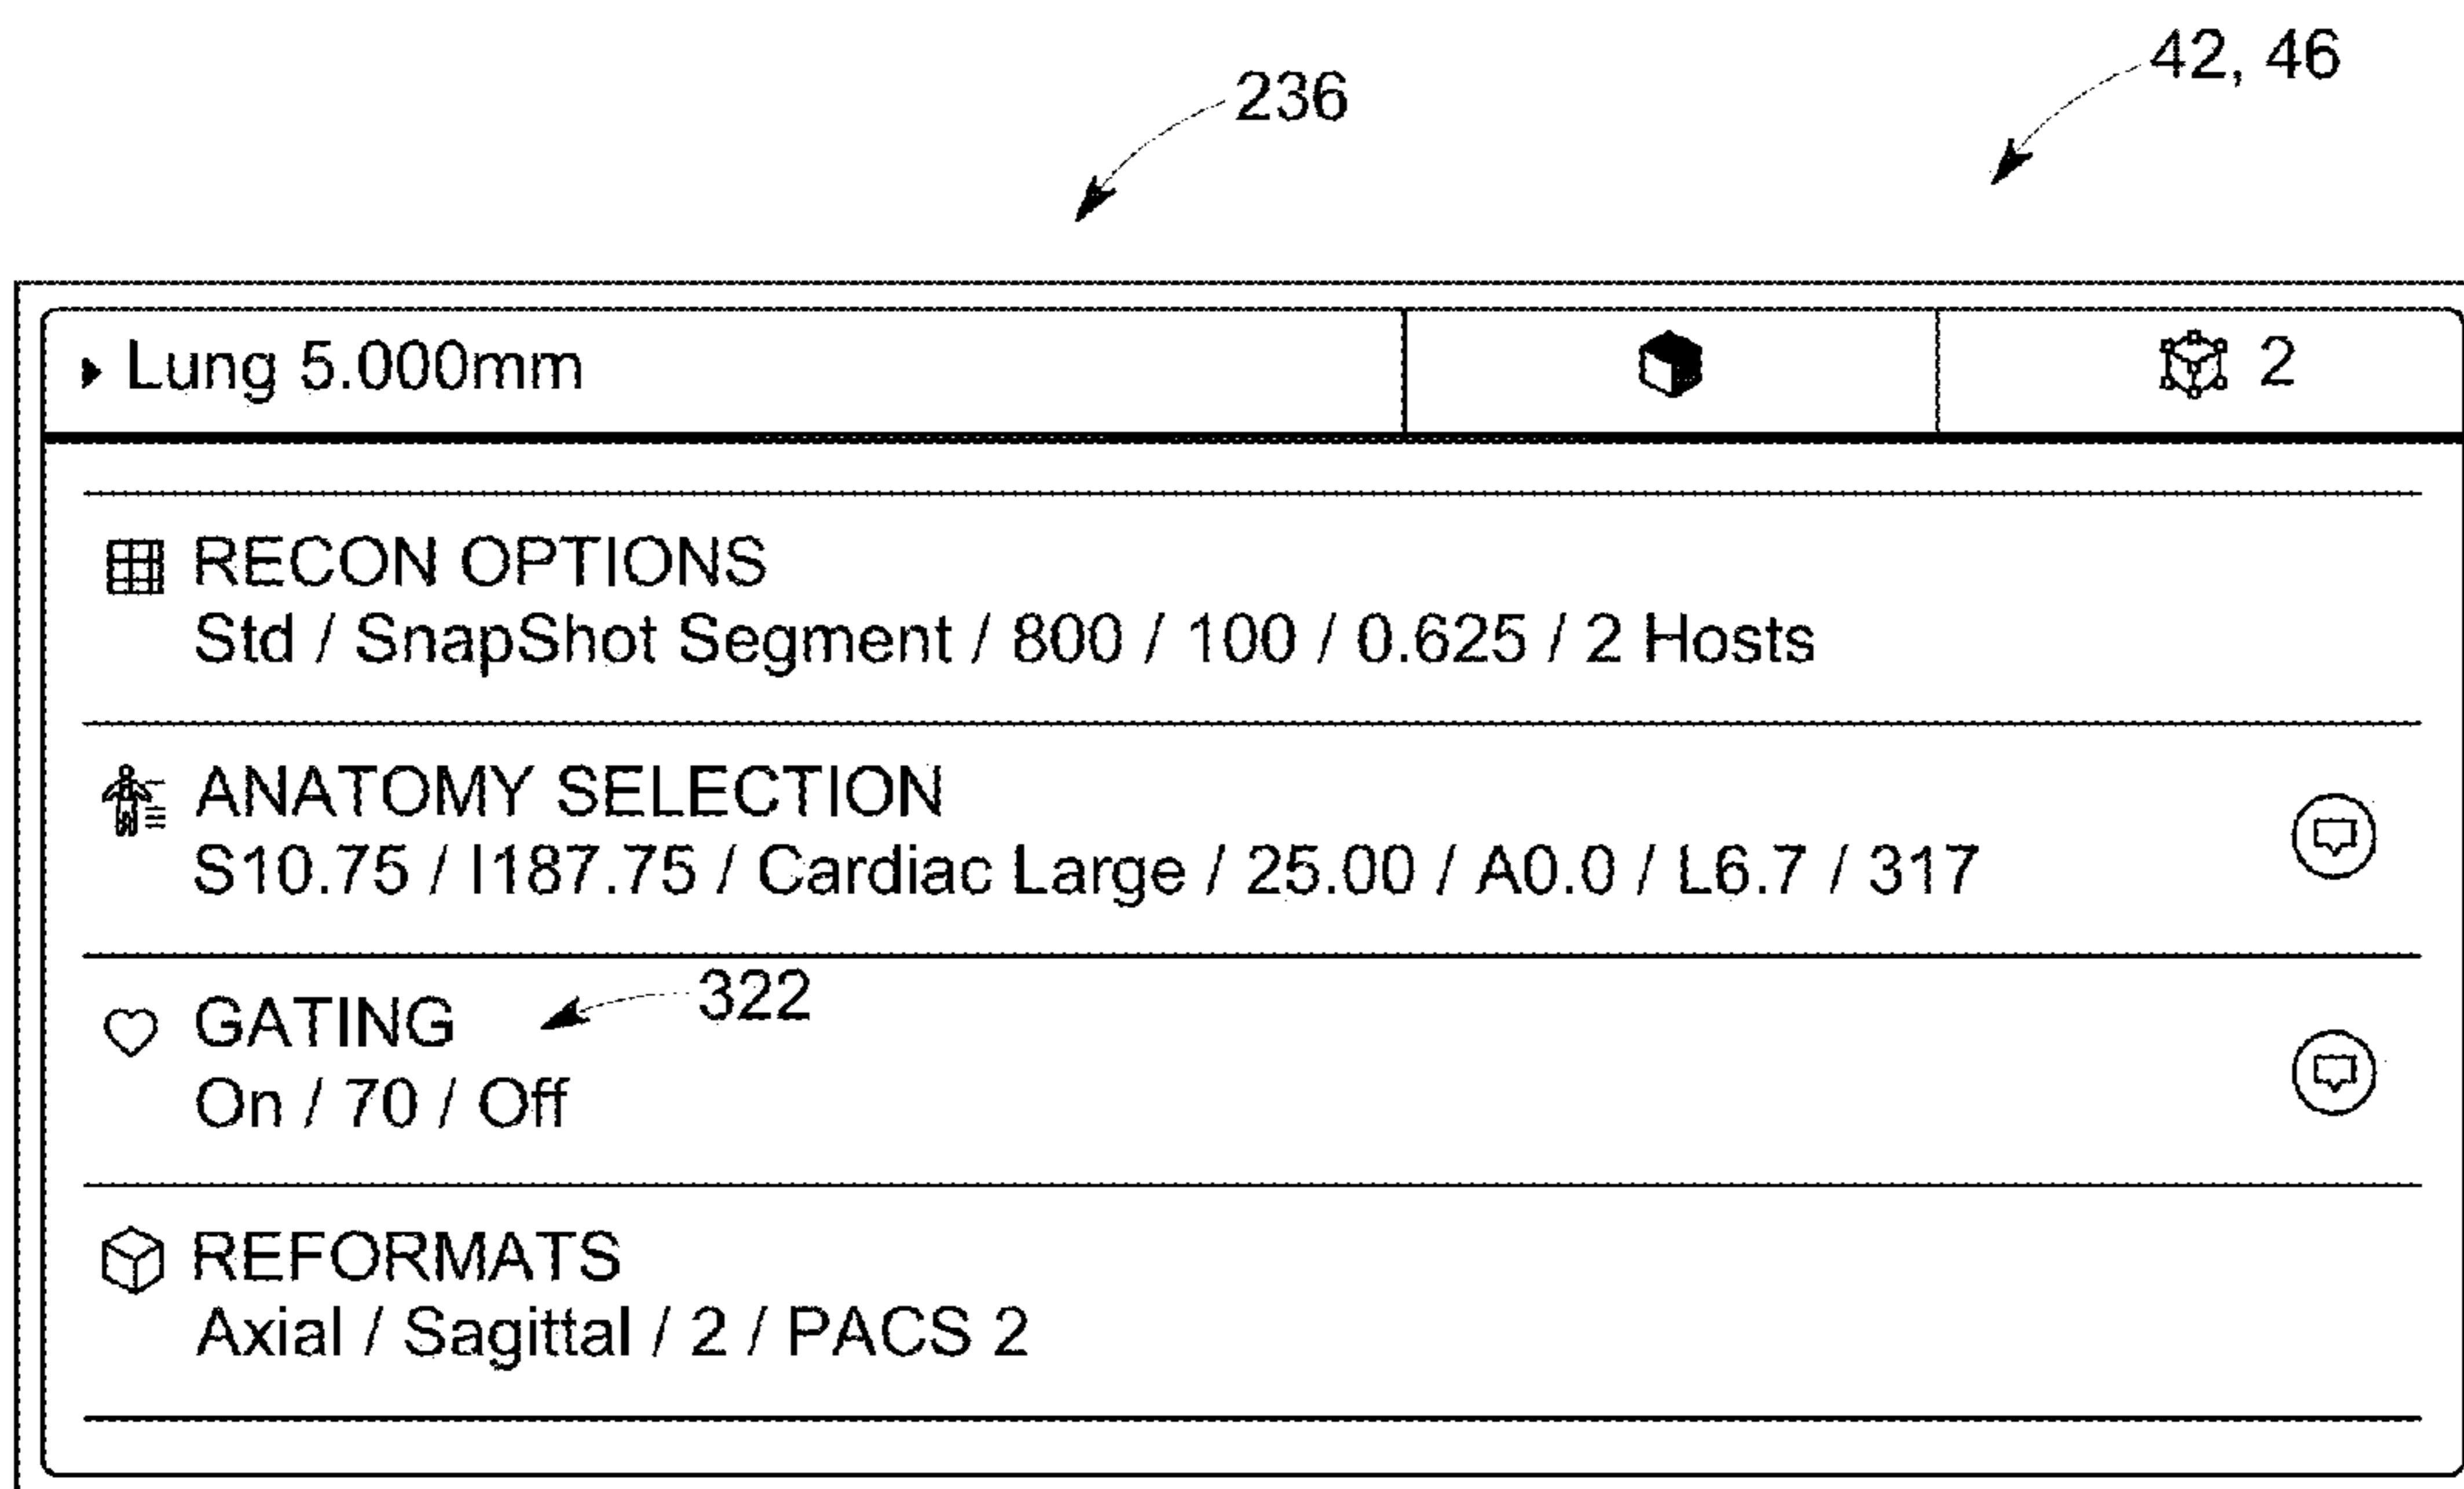 42, 46
236
Lung 5.000mm
2
RECON OPTIONS
Std / SnapShot Segment / 800 / 100 / 0.625 / 2 Hosts
ANATOMY SELECTION
S10.75 / I187.75 / Cardiac Large / 25.00 / A0.0 / L6.7 / 317
GATING
322
On / 70 / Off
REFORMATS
Axial / Sagittal / 2 / PACS 2